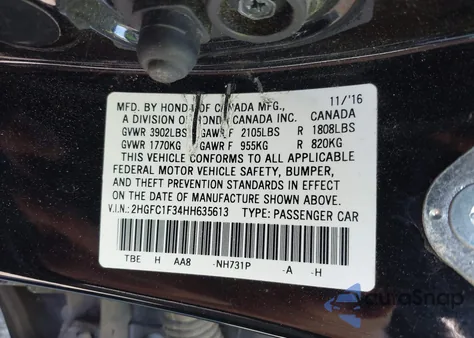 MFD. BY HONDA OF CANADA MFG., 11/'16
A DIVISION OF HONDA CANADA INC. CANADA
GVWR 3902LBS GAWR F 2105LBS R 1808LBS
GVWR 1770KG GAWR F 955KG R 820KG
THIS VEHICLE CONFORMS TO ALL APPLICABLE
FEDERAL MOTOR VEHICLE SAFETY, BUMPER,
AND THEFT PREVENTION STANDARDS IN EFFECT
ON THE DATE OF MANUFACTURE SHOWN ABOVE.
V.I.N.: 2HGFC1F34HH635613 TYPE: PASSENGER CAR
TBE H AA8 -NH731P -A -H
AutoSnap